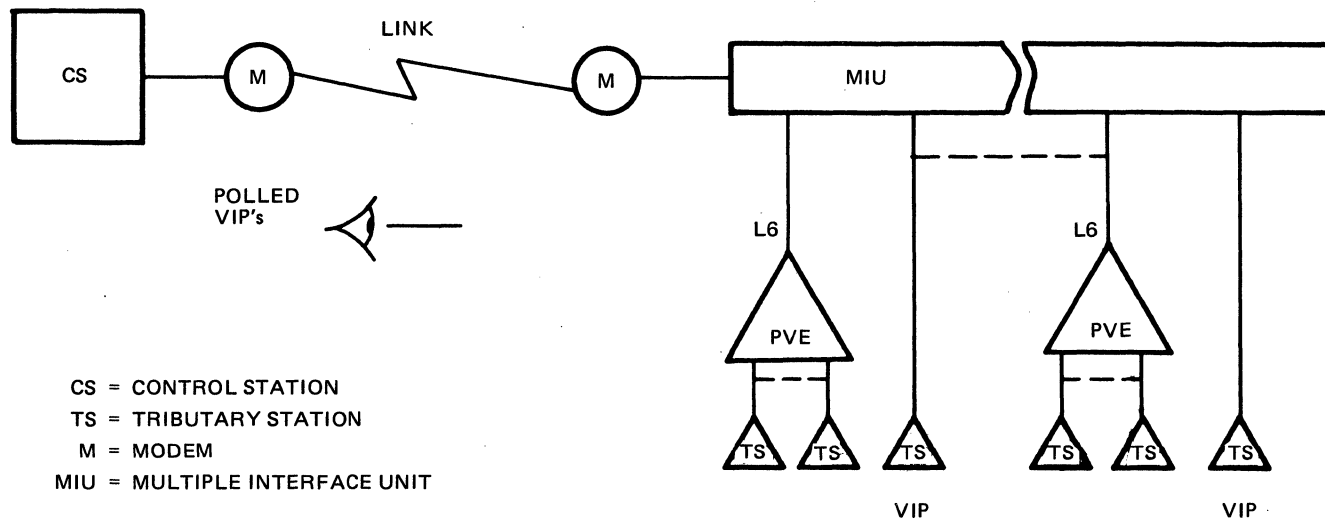 LINK
CS
M
M
MIU
POLLED
VIP's
L6
L6
PVE
PVE
CS = CONTROL STATION
TS = TRIBUTARY STATION
M = MODEM
MIU = MULTIPLE INTERFACE UNIT
TS
TS
TS
TS
TS
TS
VIP
VIP